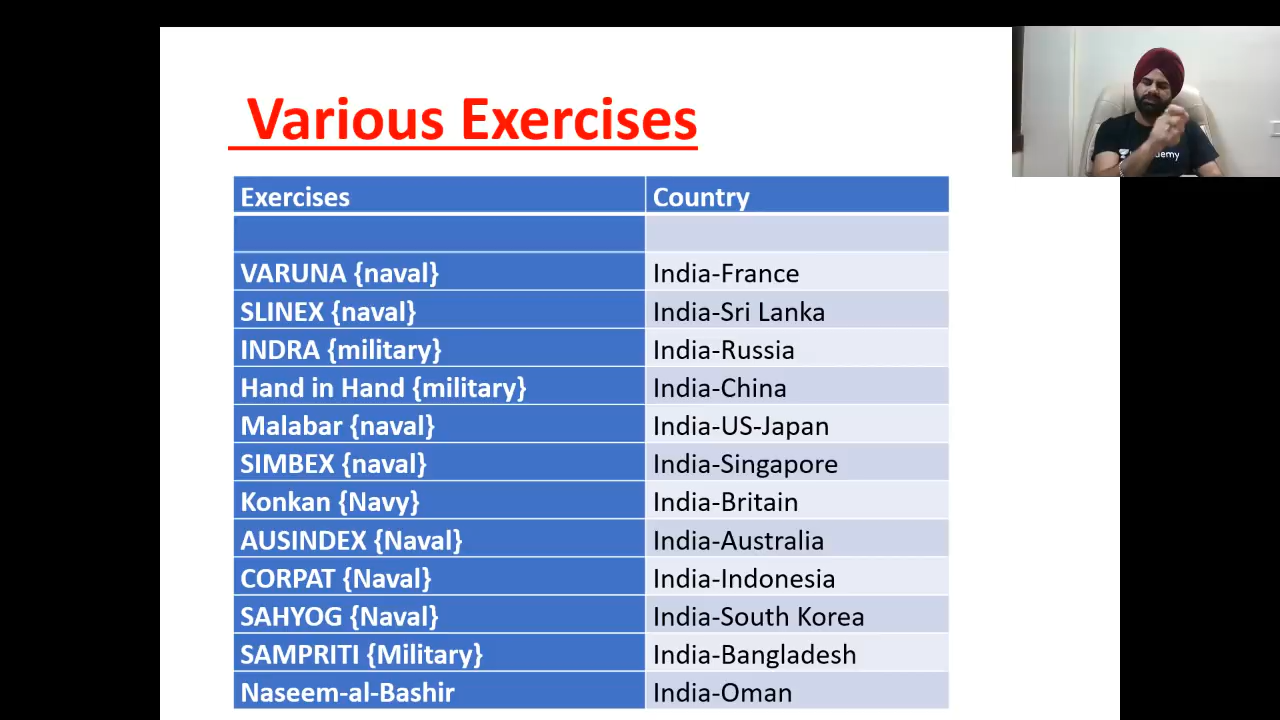 Various Exercises
Exercises Country
VARUNA {naval} India-France
SLINEX {naval} India-Sri Lanka
INDRA {military} India-Russia
Hand in Hand {military} India-China
Malabar {naval} India-US-Japan
SIMBEX {naval} India-Singapore
Konkan {Navy} India-Britain
AUSINDEX {Naval} India-Australia
CORPAT {Naval} India-Indonesia
SAHYOG {Naval} India-South Korea
SAMPRITI {Military} India-Bangladesh
Naseem-al-Bashir India-Oman